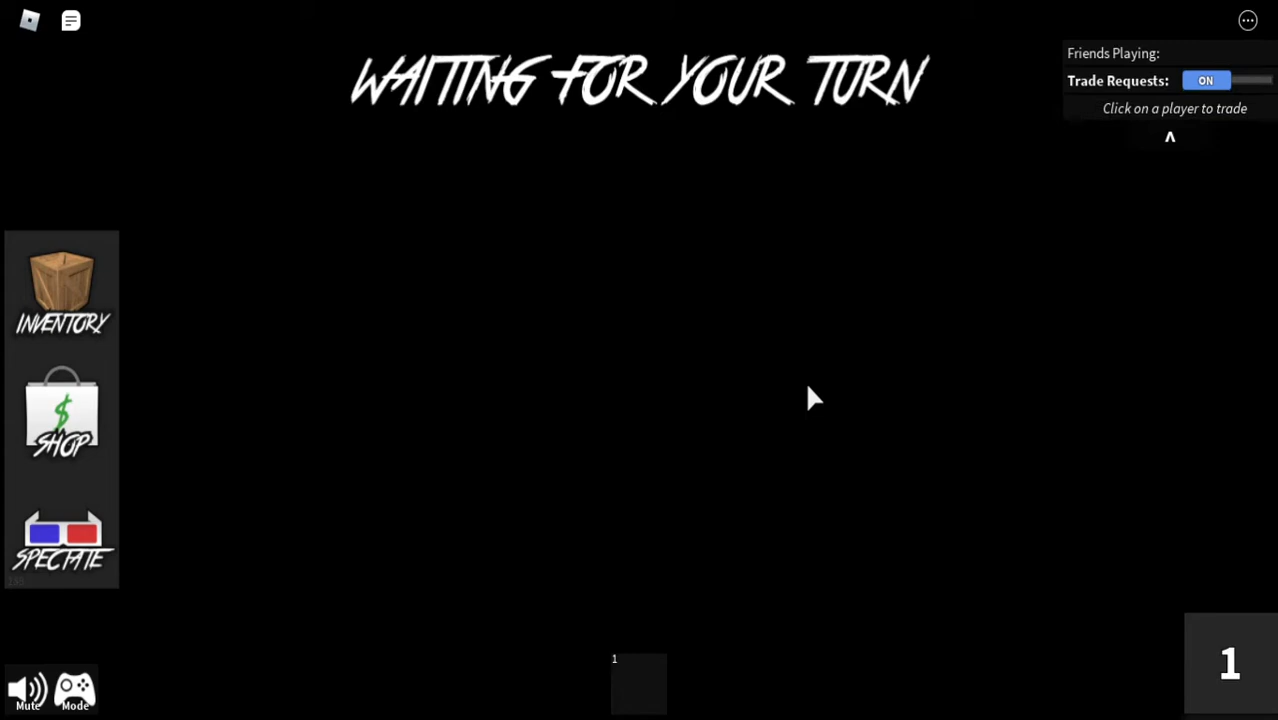 WAITING FOR YOUR TURN
Friends Playing:
Trade Requests: ON
Click on a player to trade
INVENTORY
$
SHOP
SPECTATE
1
1
Mute
Mode